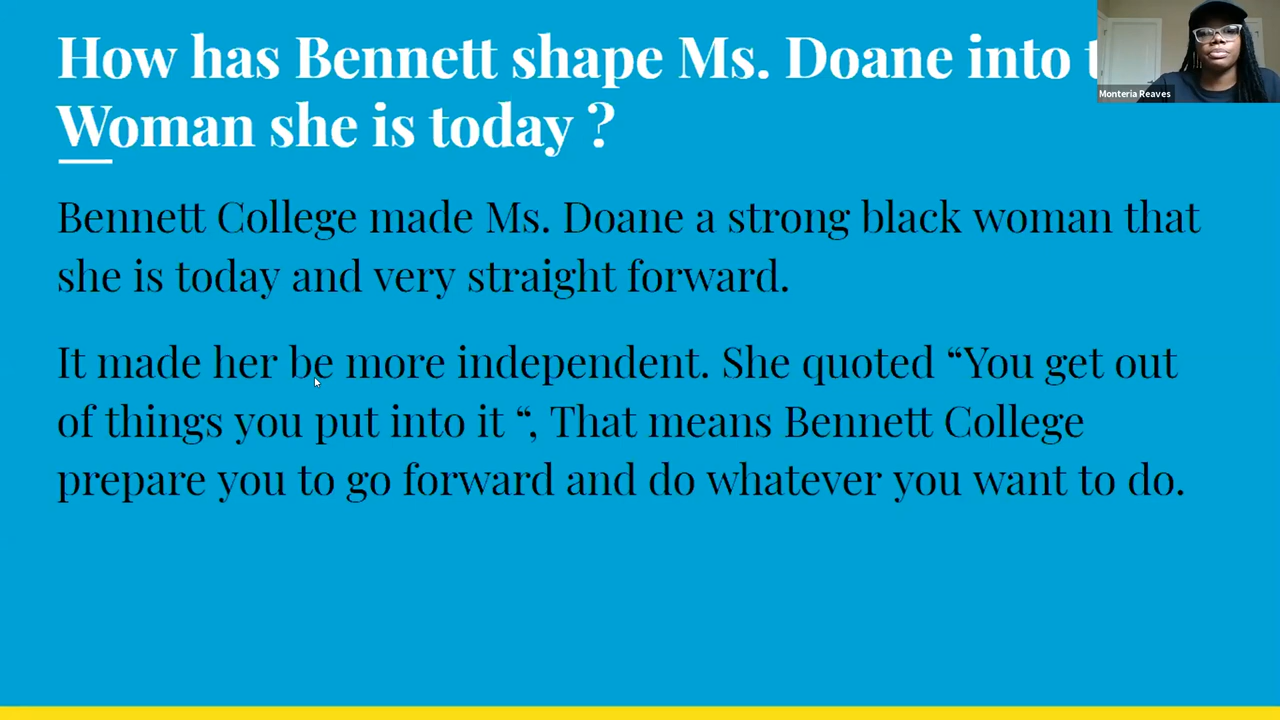 How has Bennett shape Ms. Doane into
Woman she is today ?
Monteria Reaves
Bennett College made Ms. Doane a strong black woman that
she is today and very straight forward.
It made her be more independent. She quoted “You get out
of things you put into it “, That means Bennett College
prepare you to go forward and do whatever you want to do.